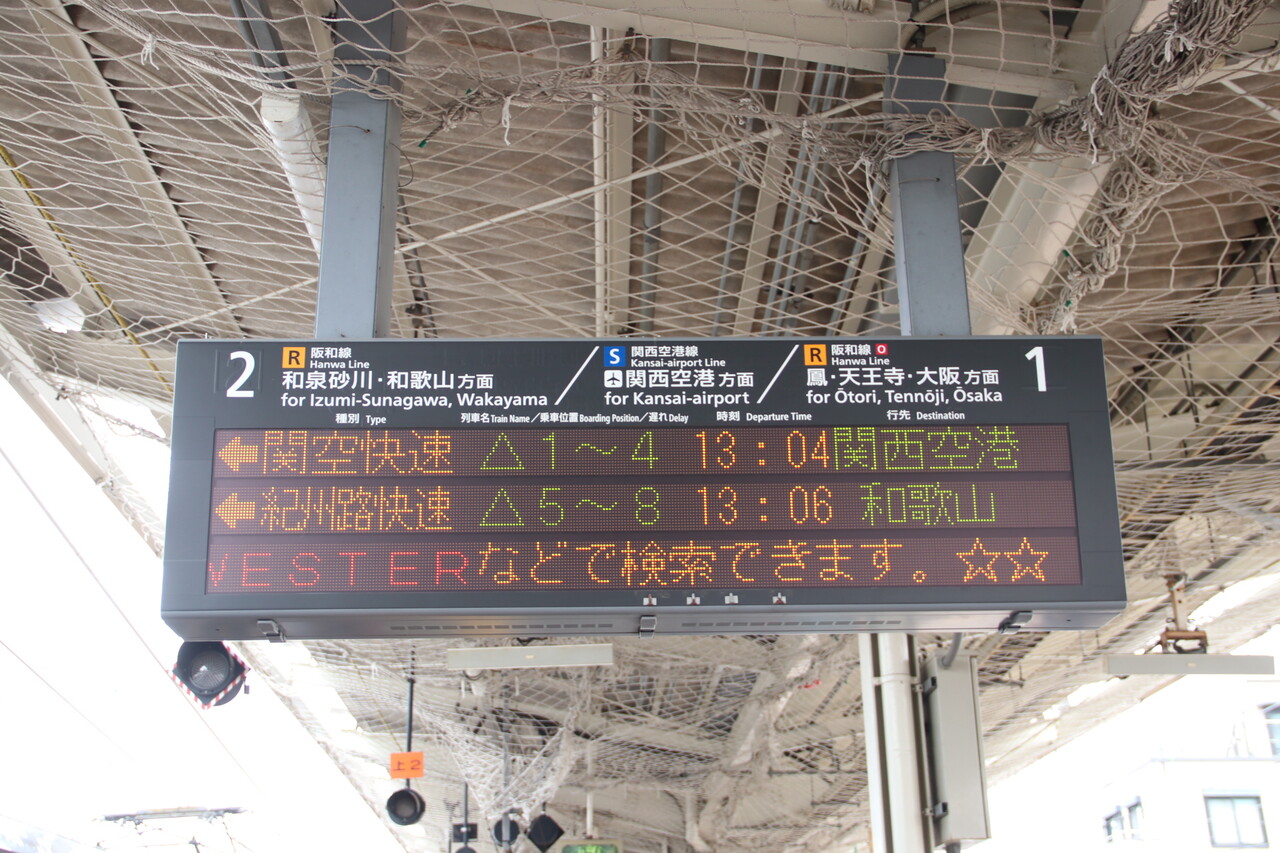 2
R 阪和線
Hanwa Line
和泉砂川・和歌山方面
for Izumi-Sunagawa, Wakayama
S 関西空港線
Kansai-airport Line
関西空港方面
for Kansai-airport
R 阪和線 O
Hanwa Line
鳳・天王寺・大阪方面
for Ōtori, Tennōji, Ōsaka
1
種別 Type 列車名 Train Name／乗車位置 Boarding Position／遅れ Delay 時刻 Departure Time 行先 Destination
←関空快速 △1～4 13:04 関西空港
←紀州路快速 △5～8 13:06 和歌山
WESTERなどで検索できます。☆☆
上2